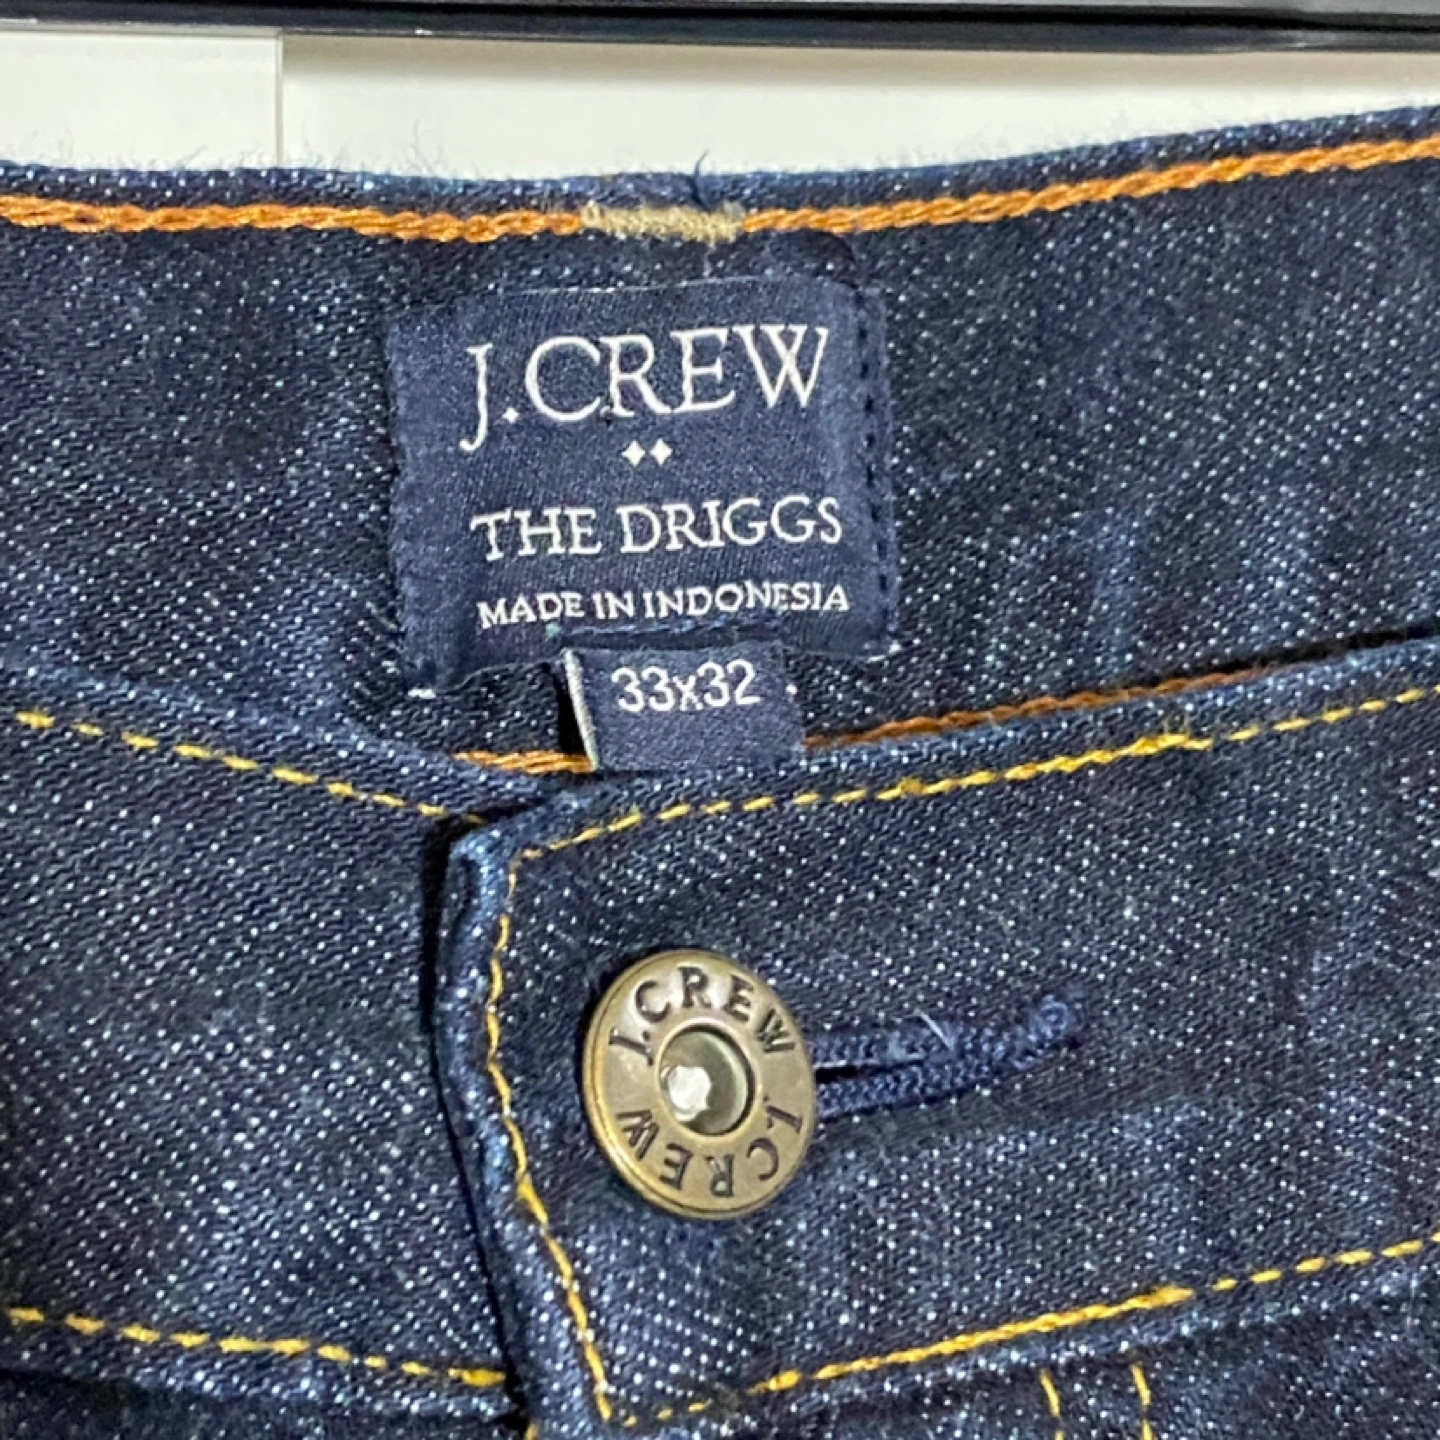 J.CREW
THE DRIGGS
MADE IN INDONESIA
33x32
J.CREW
J.CREW